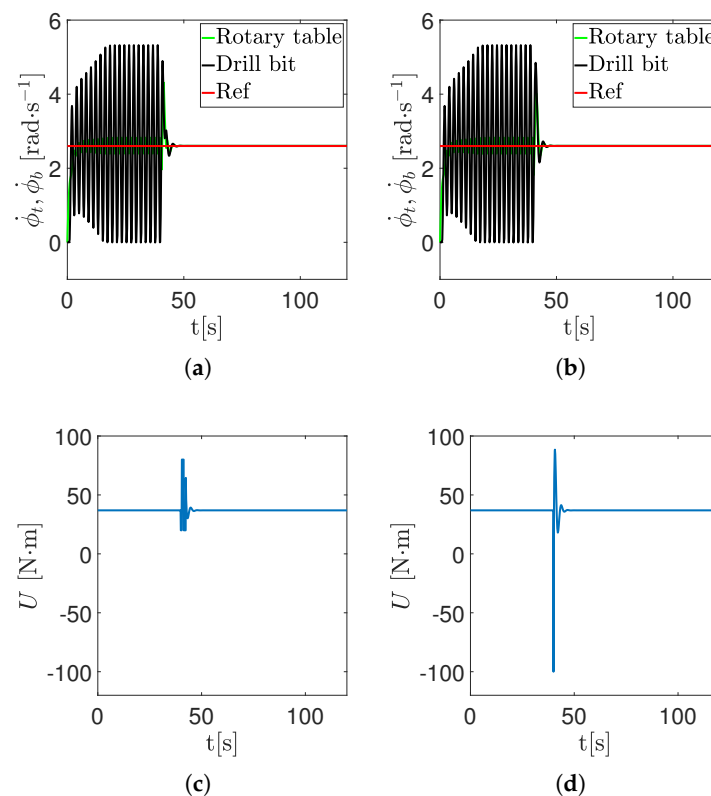 6
4
2
0
0 50 100
t[s]
ϕ̇ₜ, ϕ̇_b [rad·s⁻¹]
Rotary table
Drill bit
Ref
(a)
6
4
2
0
0 50 100
t[s]
ϕ̇ₜ, ϕ̇_b [rad·s⁻¹]
Rotary table
Drill bit
Ref
(b)
100
50
0
-50
-100
0 50 100
t[s]
U [N·m]
(c)
100
50
0
-50
-100
0 50 100
t[s]
U [N·m]
(d)